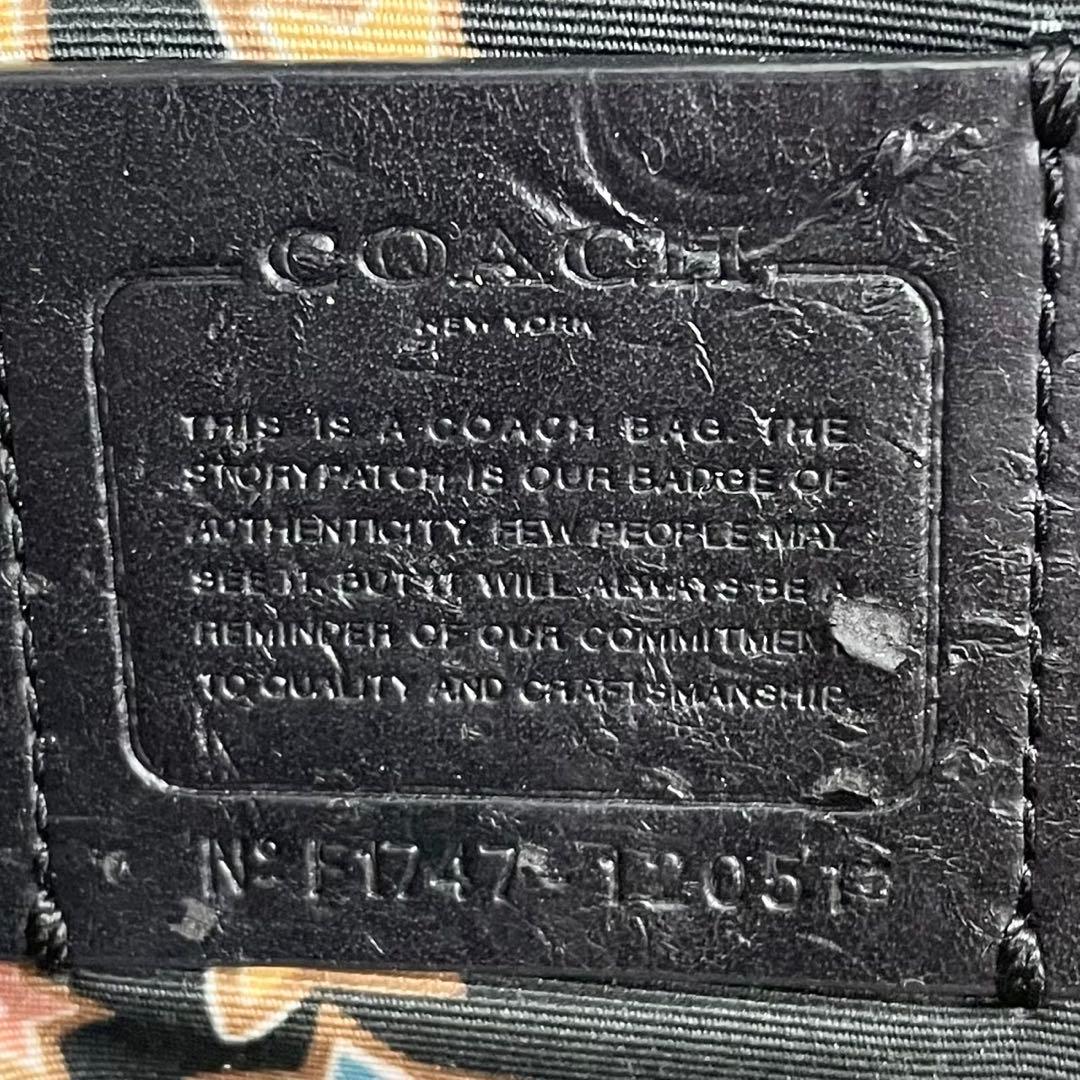 COACH
NEW YORK
THIS IS A COACH BAG. THE
STORYPATCH IS OUR BADGE OF
AUTHENTICITY. FEW PEOPLE MAY
SEE IT, BUT IT WILL ALWAYS BE A
REMINDER OF OUR COMMITMENT
TO QUALITY AND CRAFTSMANSHIP.
Nº F1747-